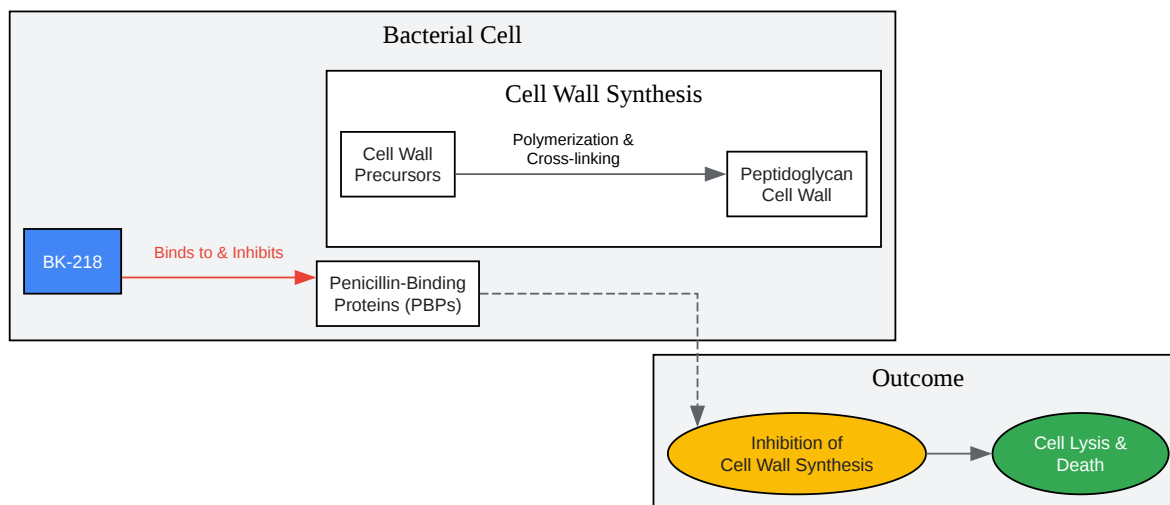 Bacterial Cell
Cell Wall Synthesis
Cell Wall
Precursors
Polymerization &
Cross-linking
Peptidoglycan
Cell Wall
BK-218
Binds to & Inhibits
Penicillin-Binding
Proteins (PBPs)
Outcome
Inhibition of
Cell Wall Synthesis
Cell Lysis &
Death